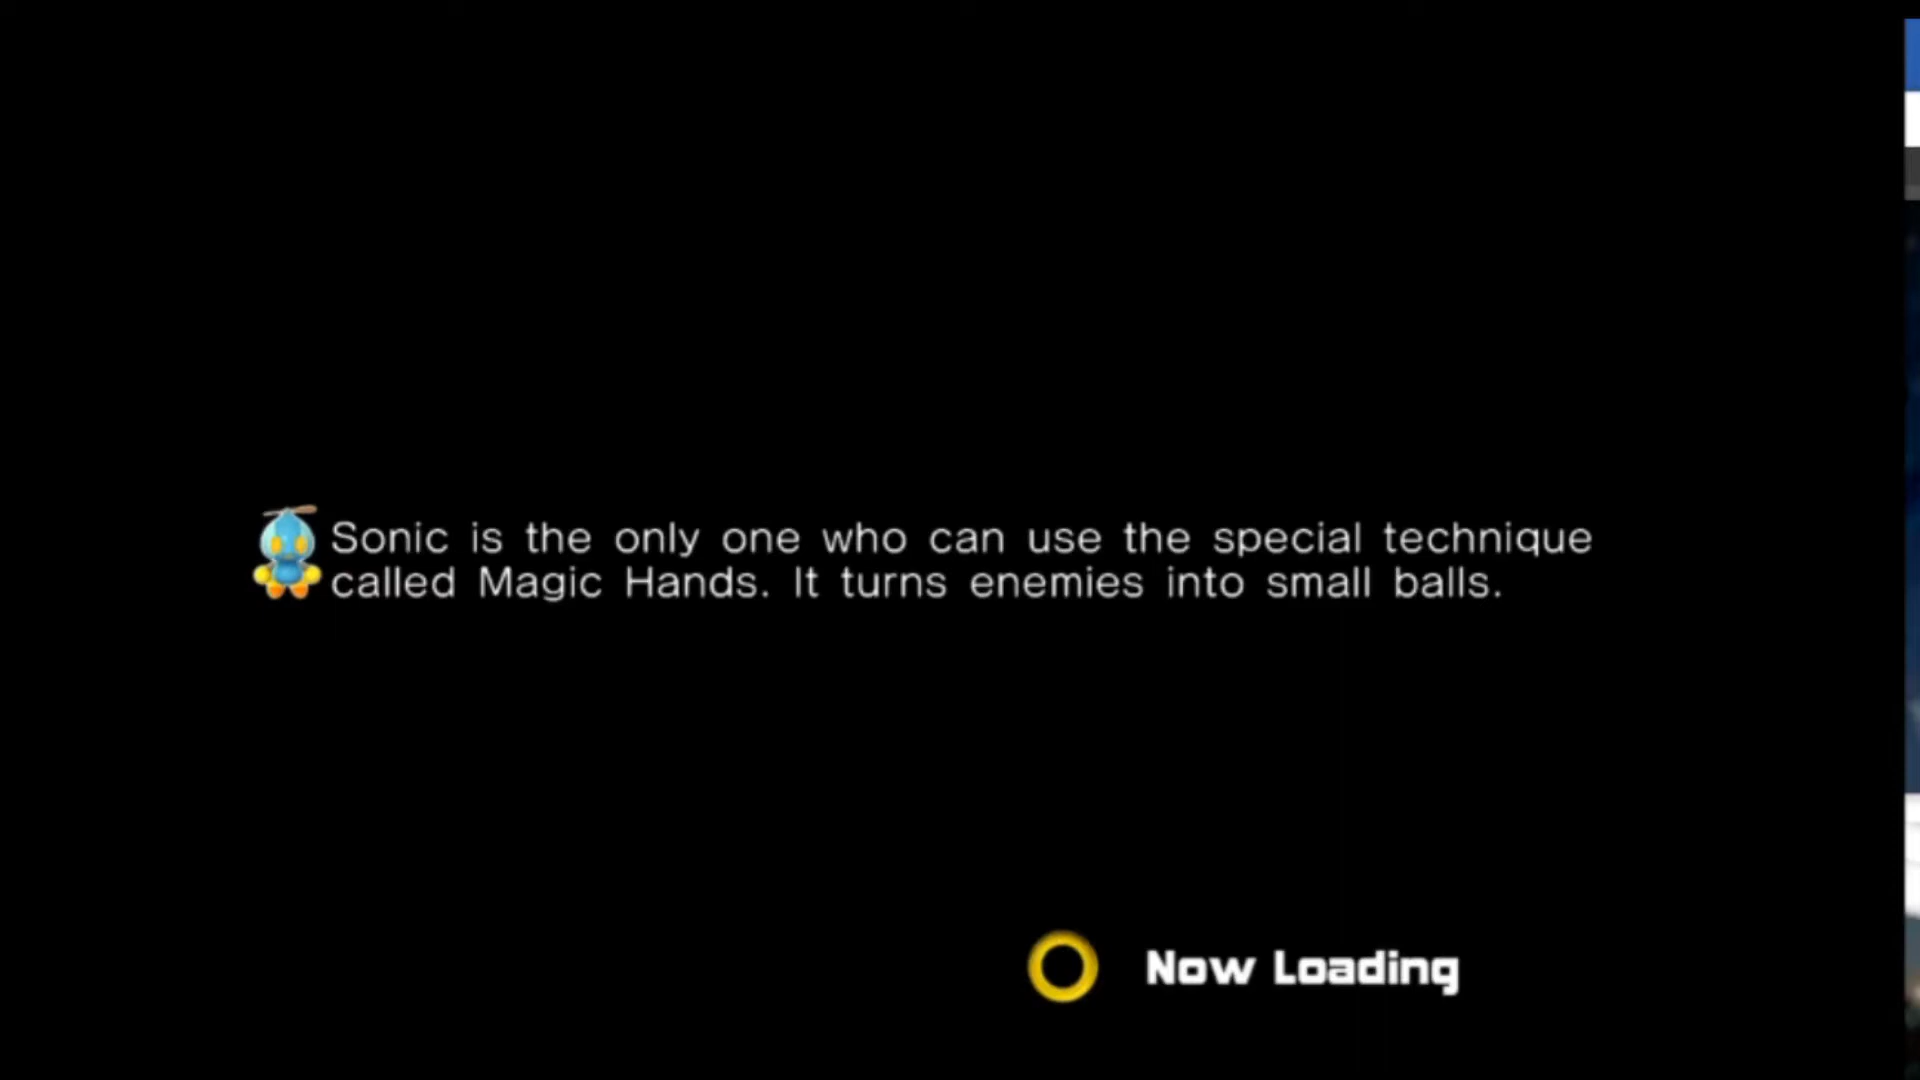 Sonic is the only one who can use the special technique
called Magic Hands. It turns enemies into small balls.
Now Loading